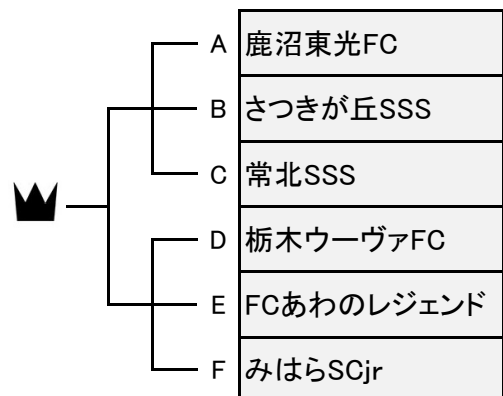 A 鹿沼東光FC
B さつきが丘SSS
C 常北SSS
D 栃木ウーヴァFC
E FCあわのレジェンド
F みはらSCjr